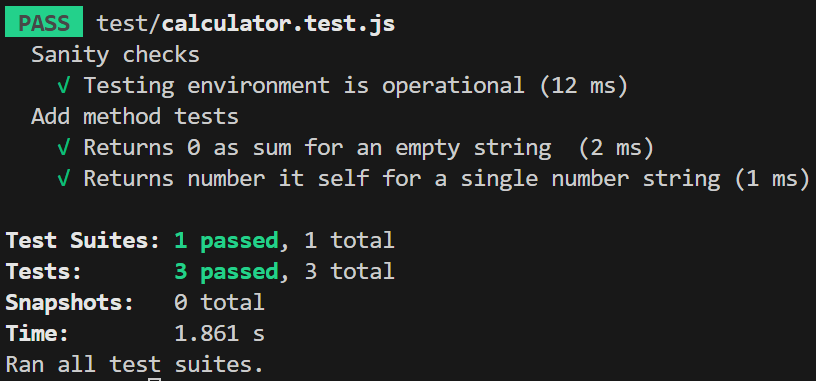 PASS test/calculator.test.js
Sanity checks
√ Testing environment is operational (12 ms)
Add method tests
√ Returns 0 as sum for an empty string  (2 ms)
√ Returns number it self for a single number string (1 ms)
Test Suites: 1 passed, 1 total
Tests:       3 passed, 3 total
Snapshots:   0 total
Time:        1.861 s
Ran all test suites.